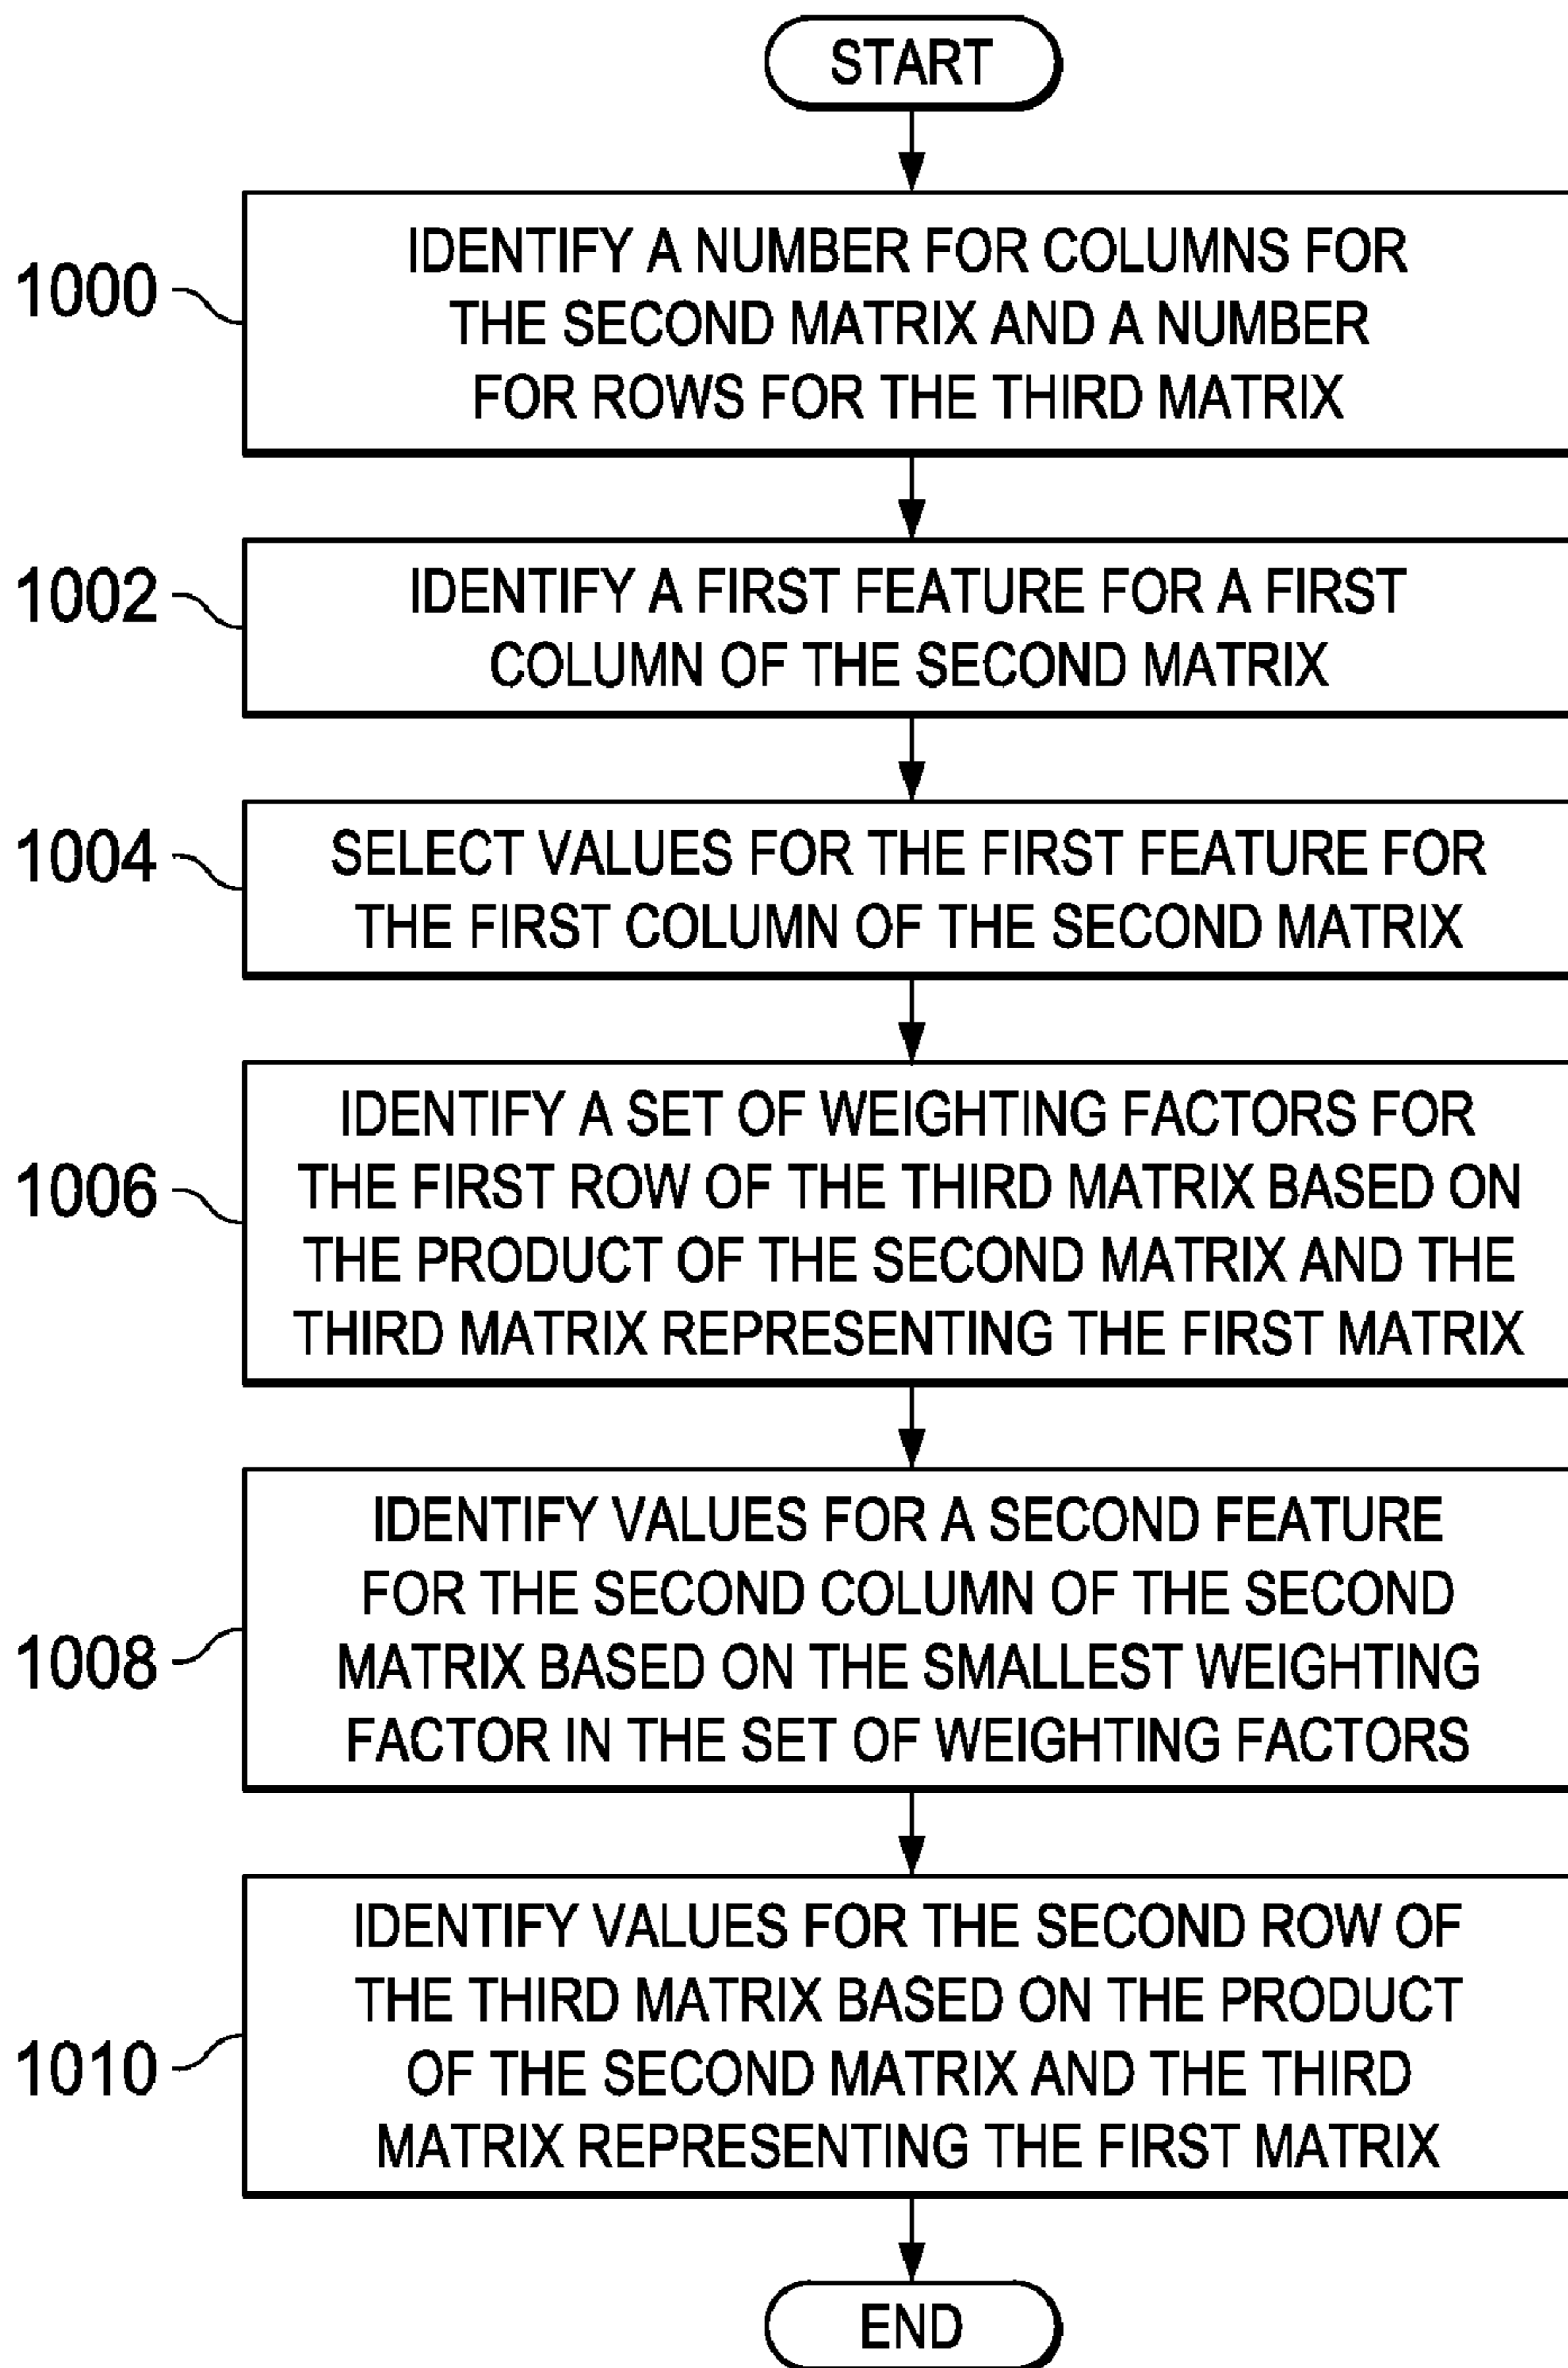 START
1000
IDENTIFY A NUMBER FOR COLUMNS FOR
THE SECOND MATRIX AND A NUMBER
FOR ROWS FOR THE THIRD MATRIX
1002
IDENTIFY A FIRST FEATURE FOR A FIRST
COLUMN OF THE SECOND MATRIX
1004
SELECT VALUES FOR THE FIRST FEATURE FOR
THE FIRST COLUMN OF THE SECOND MATRIX
1006
IDENTIFY A SET OF WEIGHTING FACTORS FOR
THE FIRST ROW OF THE THIRD MATRIX BASED ON
THE PRODUCT OF THE SECOND MATRIX AND THE
THIRD MATRIX REPRESENTING THE FIRST MATRIX
1008
IDENTIFY VALUES FOR A SECOND FEATURE
FOR THE SECOND COLUMN OF THE SECOND
MATRIX BASED ON THE SMALLEST WEIGHTING
FACTOR IN THE SET OF WEIGHTING FACTORS
1010
IDENTIFY VALUES FOR THE SECOND ROW OF
THE THIRD MATRIX BASED ON THE PRODUCT
OF THE SECOND MATRIX AND THE THIRD
MATRIX REPRESENTING THE FIRST MATRIX
END